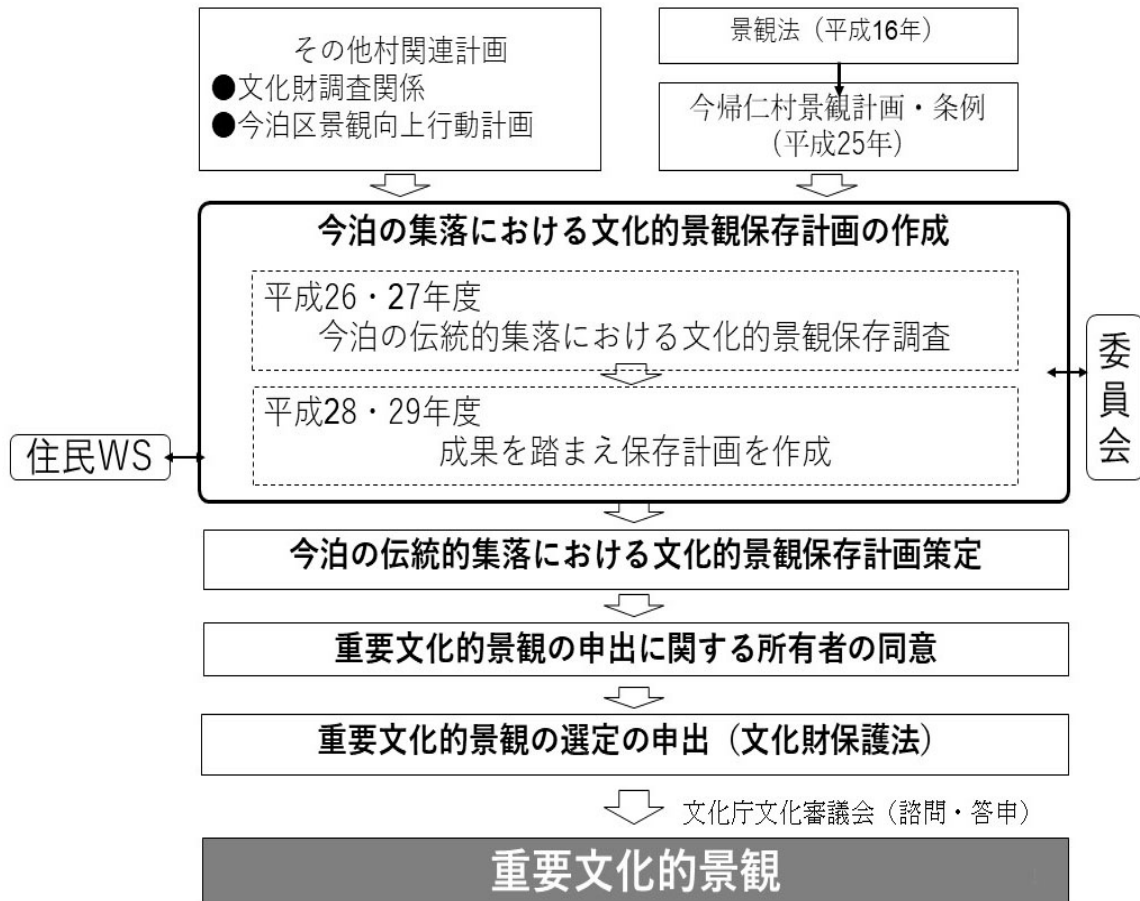 その他村関連計画
●文化財調査関係
●今泊区景観向上行動計画
景観法（平成16年）
今帰仁村景観計画・条例
（平成25年）
今泊の集落における文化的景観保存計画の作成
平成26・27年度
今泊の伝統的集落における文化的景観保存調査
平成28・29年度
成果を踏まえ保存計画を作成
委員会
住民WS
今泊の伝統的集落における文化的景観保存計画策定
重要文化的景観の申出に関する所有者の同意
重要文化的景観の選定の申出（文化財保護法）
文化庁文化審議会（諮問・答申）
重要文化的景観